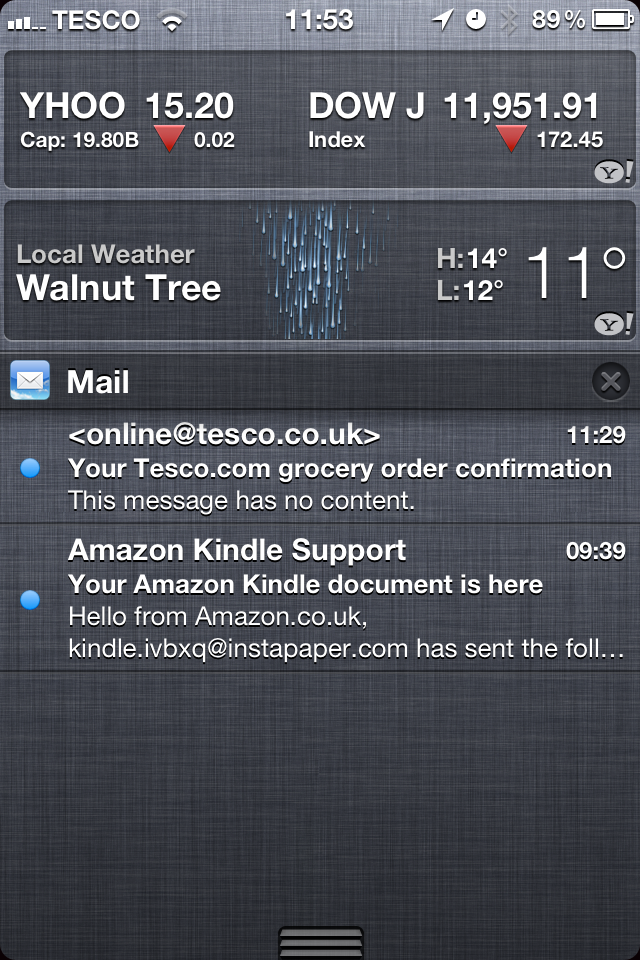 TESCO 11:53 89%
YHOO 15.20
Cap: 19.80B 0.02
DOW J 11,951.91
Index 172.45
Y!
Local Weather
Walnut Tree
H:14°
L:12°
11°
Y!
Mail
<online@tesco.co.uk> 11:29
Your Tesco.com grocery order confirmation
This message has no content.
Amazon Kindle Support 09:39
Your Amazon Kindle document is here
Hello from Amazon.co.uk,
kindle.ivbxq@instapaper.com has sent the foll...